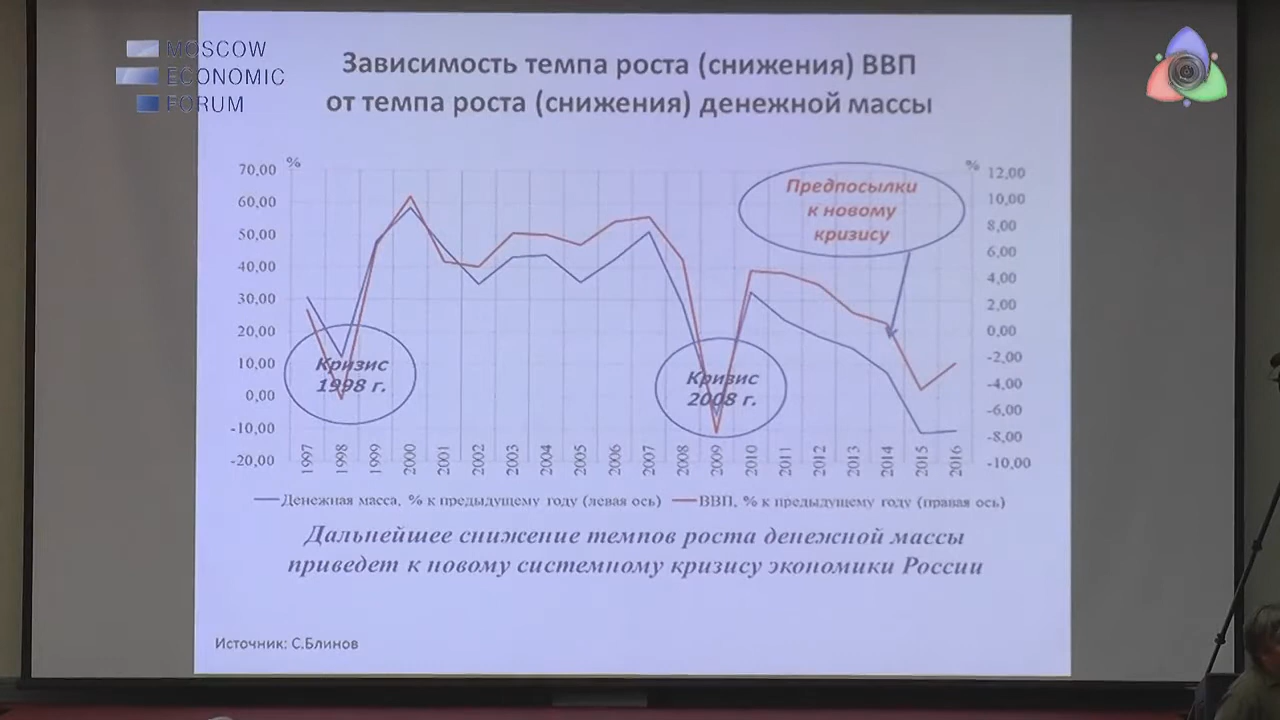 MOSCOW
ECONOMIC
FORUM
Зависимость темпа роста (снижения) ВВП
от темпа роста (снижения) денежной массы
%
%
70,00
60,00
50,00
40,00
30,00
20,00
10,00
0,00
-10,00
-20,00
12,00
10,00
8,00
6,00
4,00
2,00
0,00
-2,00
-4,00
-6,00
-8,00
-10,00
Предпосылки
к новому
кризису
Кризис
1998 г.
Кризис
2008 г.
1997
1998
1999
2000
2001
2002
2003
2004
2005
2006
2007
2008
2009
2010
2011
2012
2013
2014
2015
2016
Денежная масса, % к предыдущему году (левая ось)
ВВП, % к предыдущему году (правая ось)
Дальнейшее снижение темпов роста денежной массы
приведет к новому системному кризису экономики России
Источник: С.Блинов